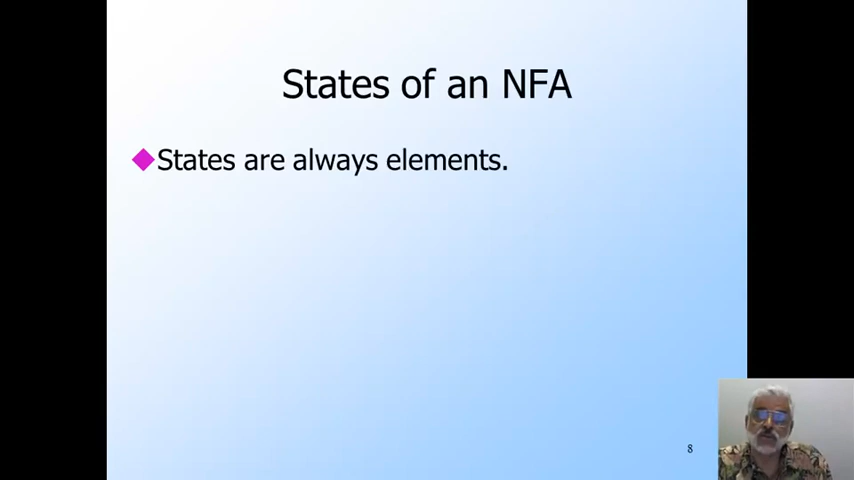 States of an NFA
States are always elements.
8